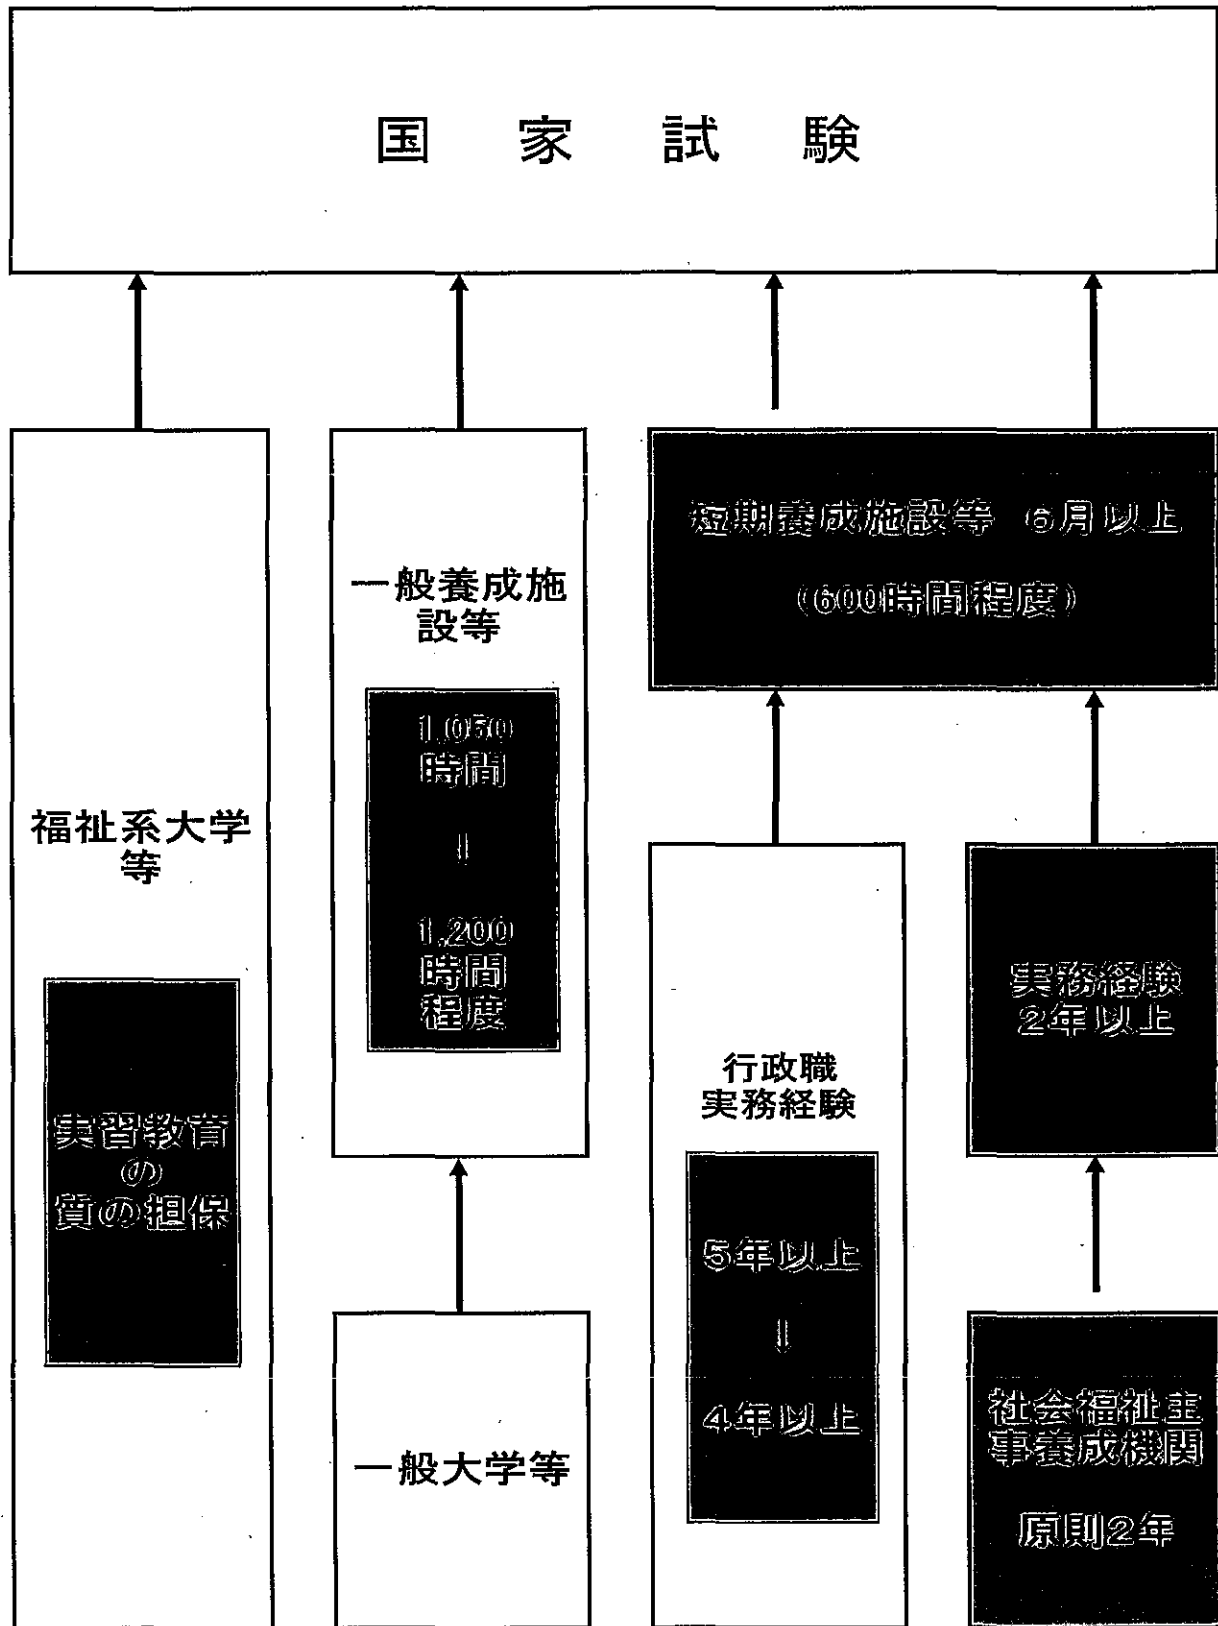 国家試験
福祉系大学
等
実習教育
の
質の担保
一般養成施
設等
1,050
時間
⇓
1,200
時間
程度
一般大学等
短期養成施設等 6月以上
(600時間程度)
行政職
実務経験
5年以上
⇓
4年以上
実務経験
2年以上
社会福祉主
事養成機関
原則2年